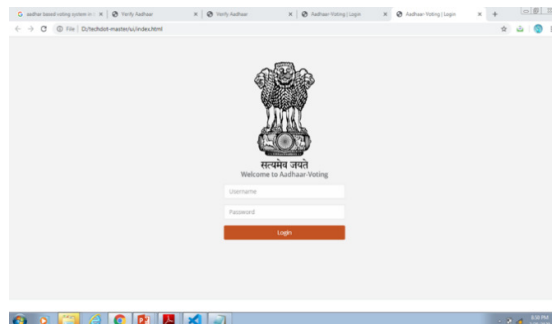 aadhar based voting system in
Verify Aadhaar
Verify Aadhaar
Aadhaar-Voting | Login
Aadhaar-Voting | Login
File | D:/techdot-master/ui/index.html
सत्यमेव जयते
Welcome to Aadhaar-Voting
Username
Password
Login